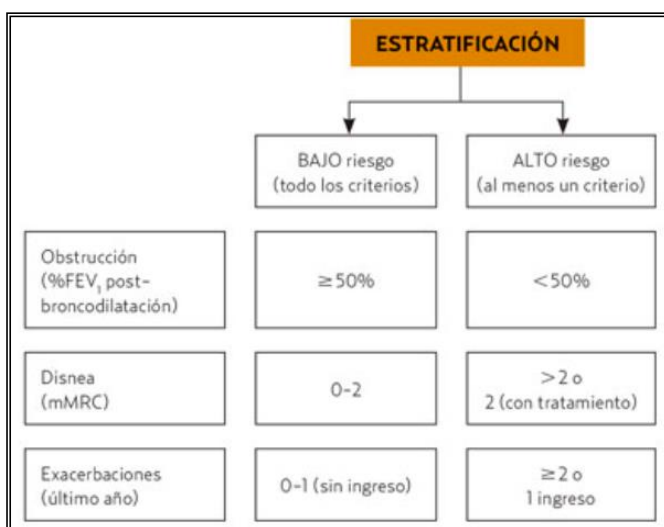 ESTRATIFICACIÓN
BAJO riesgo
(todo los criterios)
ALTO riesgo
(al menos un criterio)
Obstrucción
(%FEV₁ post-
broncodilatación)
≥50%
<50%
Disnea
(mMRC)
0-2
>2 o
2 (con tratamiento)
Exacerbaciones
(último año)
0-1 (sin ingreso)
≥2 o
1 ingreso